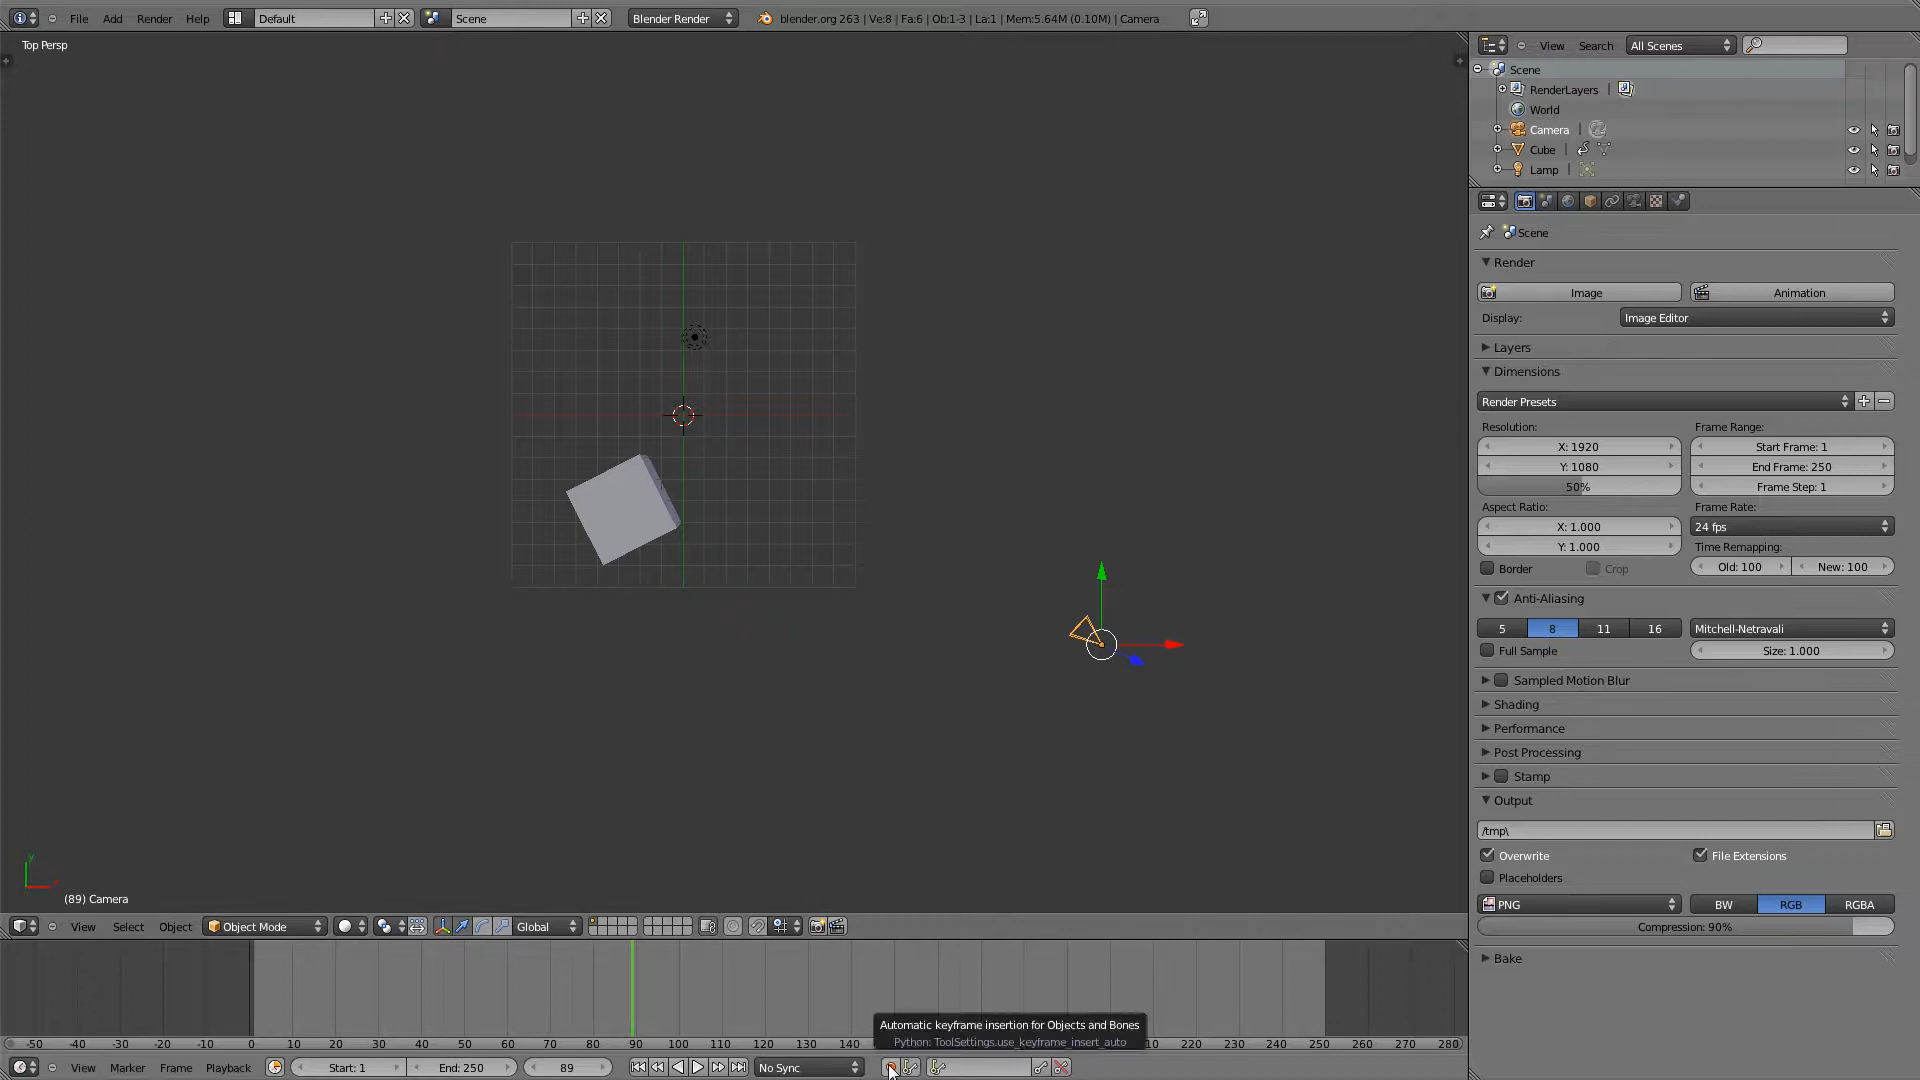 File Add Render Help Default Scene Blender Render blender.org 263 | Ve:8 | Fa:6 | Ob:1-3 | La:1 | Mem:5.64M (0.10M) | Camera
Top Persp
View Search All Scenes
Scene
RenderLayers
World
Camera
Cube
Lamp
Scene
Render
Image Animation
Display: Image Editor
Layers
Dimensions
Render Presets
Resolution: Frame Range:
X: 1920 Start Frame: 1
Y: 1080 End Frame: 250
50% Frame Step: 1
Aspect Ratio: Frame Rate:
X: 1.000 24 fps
Y: 1.000 Time Remapping:
Border Crop Old: 100 New: 100
Anti-Aliasing
5 8 11 16 Mitchell-Netravali
Full Sample Size: 1.000
Sampled Motion Blur
Shading
Performance
Post Processing
Stamp
Output
/tmp\
Overwrite File Extensions
Placeholders
PNG BW RGB RGBA
Compression: 90%
Bake
y
x
(89) Camera
View Select Object Object Mode Global
Automatic keyframe insertion for Objects and Bones
Python: ToolSettings.use_keyframe_insert_auto
-50 -40 -30 -20 -10 0 10 20 30 40 50 60 70 80 90 100 110 120 130 140 210 220 230 240 250 260 270 280
View Marker Frame Playback Start: 1 End: 250 89 No Sync